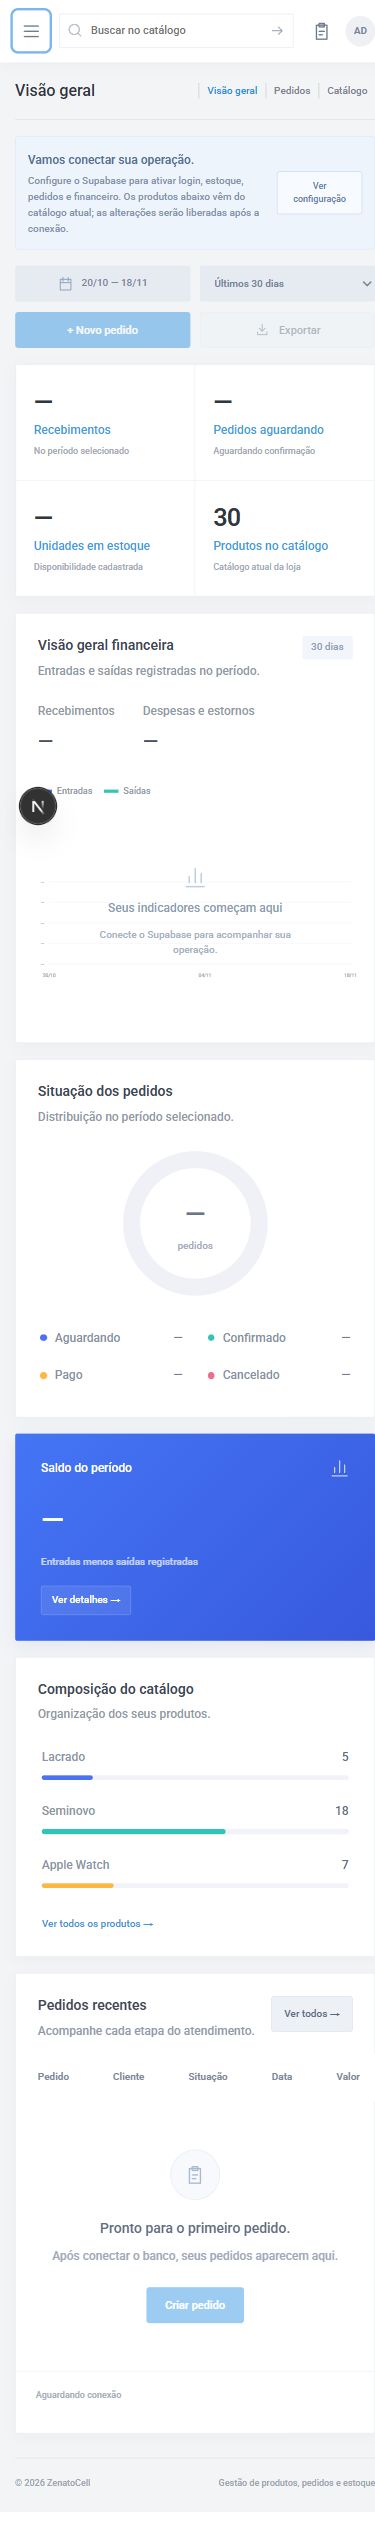 Buscar no catálogo
AD
Visão geral
Visão geral
Pedidos
Catálogo
Vamos conectar sua operação.
Configure o Supabase para ativar login, estoque,
pedidos e financeiro. Os produtos abaixo vêm do
catálogo atual; as alterações serão liberadas após a
conexão.
Ver
configuração
20/10 — 18/11
Últimos 30 dias
+ Novo pedido
Exportar
—
Recebimentos
No período selecionado
—
Pedidos aguardando
Aguardando confirmação
—
Unidades em estoque
Disponibilidade cadastrada
30
Produtos no catálogo
Catálogo atual da loja
Visão geral financeira
30 dias
Entradas e saídas registradas no período.
Recebimentos
Despesas e estornos
—
—
Entradas
Saídas
N
Seus indicadores começam aqui
Conecte o Supabase para acompanhar sua
operação.
04/11
18/11
Situação dos pedidos
Distribuição no período selecionado.
—
pedidos
Aguardando —
Confirmado —
Pago —
Cancelado —
Saldo do período
—
Entradas menos saídas registradas
Ver detalhes →
Composição do catálogo
Organização dos seus produtos.
Lacrado 5
Seminovo 18
Apple Watch 7
Ver todos os produtos →
Pedidos recentes
Acompanhe cada etapa do atendimento.
Ver todos →
Pedido Cliente Situação Data Valor
Pronto para o primeiro pedido.
Após conectar o banco, seus pedidos aparecem aqui.
Criar pedido
Aguardando conexão
© 2026 ZenatoCell
Gestão de produtos, pedidos e estoque